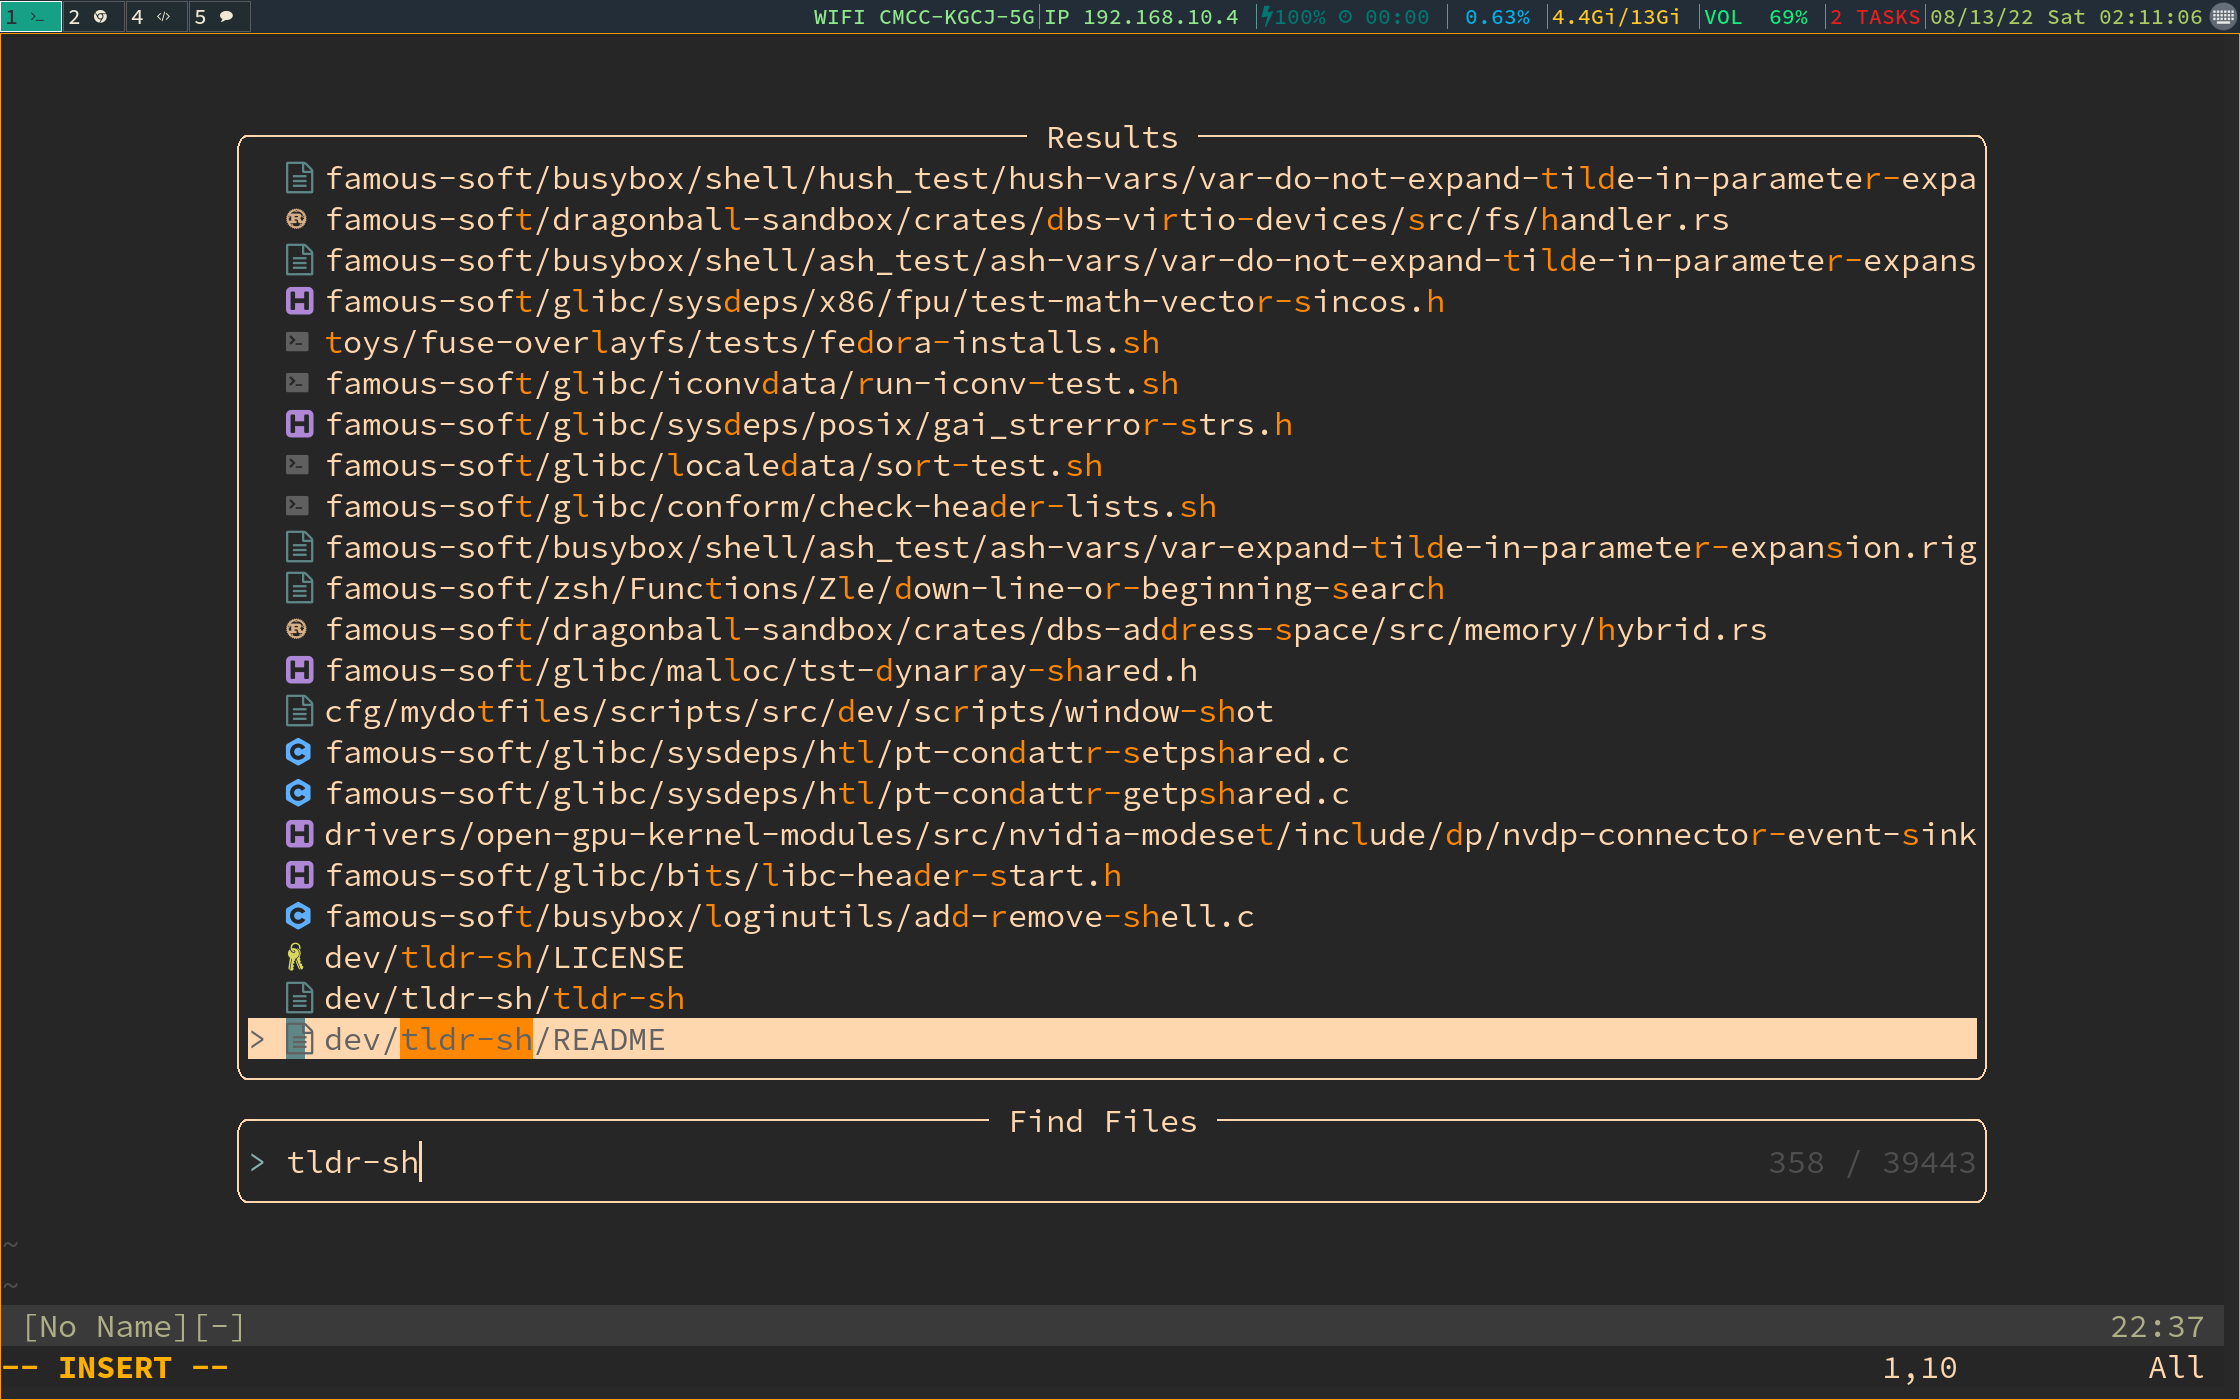 1 2 4 5 WIFI CMCC-KGCJ-5G IP 192.168.10.4 100% 00:00 0.63% 4.4Gi/13Gi VOL 69% 2 TASKS 08/13/22 Sat 02:11:06
Results
famous-soft/busybox/shell/hush_test/hush-vars/var-do-not-expand-tilde-in-parameter-expa
famous-soft/dragonball-sandbox/crates/dbs-virtio-devices/src/fs/handler.rs
famous-soft/busybox/shell/ash_test/ash-vars/var-do-not-expand-tilde-in-parameter-expans
famous-soft/glibc/sysdeps/x86/fpu/test-math-vector-sincos.h
toys/fuse-overlayfs/tests/fedora-installs.sh
famous-soft/glibc/iconvdata/run-iconv-test.sh
famous-soft/glibc/sysdeps/posix/gai_strerror-strs.h
famous-soft/glibc/localedata/sort-test.sh
famous-soft/glibc/conform/check-header-lists.sh
famous-soft/busybox/shell/ash_test/ash-vars/var-expand-tilde-in-parameter-expansion.rig
famous-soft/zsh/Functions/Zle/down-line-or-beginning-search
famous-soft/dragonball-sandbox/crates/dbs-address-space/src/memory/hybrid.rs
famous-soft/glibc/malloc/tst-dynarray-shared.h
cfg/mydotfiles/scripts/src/dev/scripts/window-shot
famous-soft/glibc/sysdeps/htl/pt-condattr-setpshared.c
famous-soft/glibc/sysdeps/htl/pt-condattr-getpshared.c
drivers/open-gpu-kernel-modules/src/nvidia-modeset/include/dp/nvdp-connector-event-sink
famous-soft/glibc/bits/libc-header-start.h
famous-soft/busybox/loginutils/add-remove-shell.c
dev/tldr-sh/LICENSE
dev/tldr-sh/tldr-sh
> dev/tldr-sh/README
Find Files
> tldr-sh 358 / 39443
~
~
[No Name][-] 22:37
-- INSERT -- 1,10 All